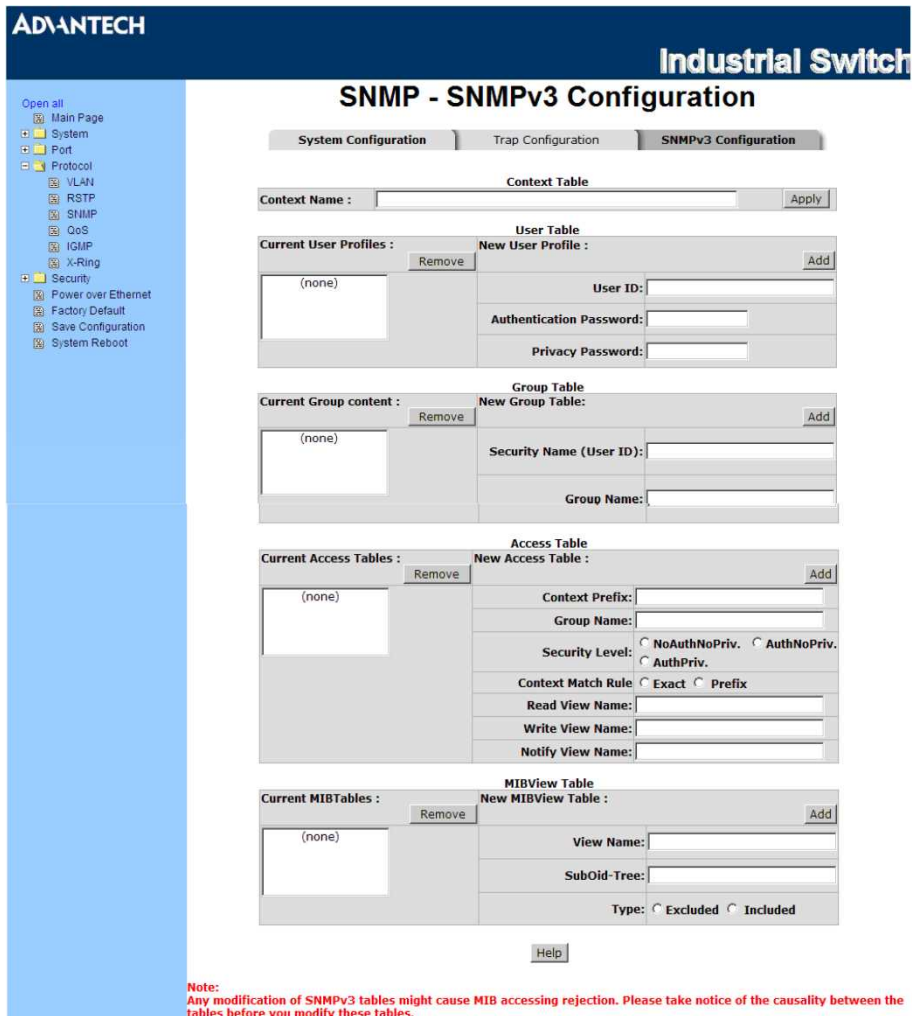 ADVANTECH
Industrial Switch
Open all
Main Page
System
Port
Protocol
VLAN
RSTP
SNMP
QoS
IGMP
X-Ring
Security
Power over Ethernet
Factory Default
Save Configuration
System Reboot
SNMP - SNMPv3 Configuration
System Configuration Trap Configuration SNMPv3 Configuration
Context Table
Context Name : Apply
User Table
Current User Profiles : New User Profile :
Remove Add
(none)
User ID:
Authentication Password:
Privacy Password:
Group Table
Current Group content : New Group Table:
Remove Add
(none)
Security Name (User ID):
Group Name:
Access Table
Current Access Tables : New Access Table :
Remove Add
(none)
Context Prefix:
Group Name:
Security Level: NoAuthNoPriv. AuthNoPriv.
AuthPriv.
Context Match Rule Exact Prefix
Read View Name:
Write View Name:
Notify View Name:
MIBView Table
Current MIBTables : New MIBView Table :
Remove Add
(none)
View Name:
SubOid-Tree:
Type: Excluded Included
Help
Note:
Any modification of SNMPv3 tables might cause MIB accessing rejection. Please take notice of the causality between the
tables before you modify these tables.